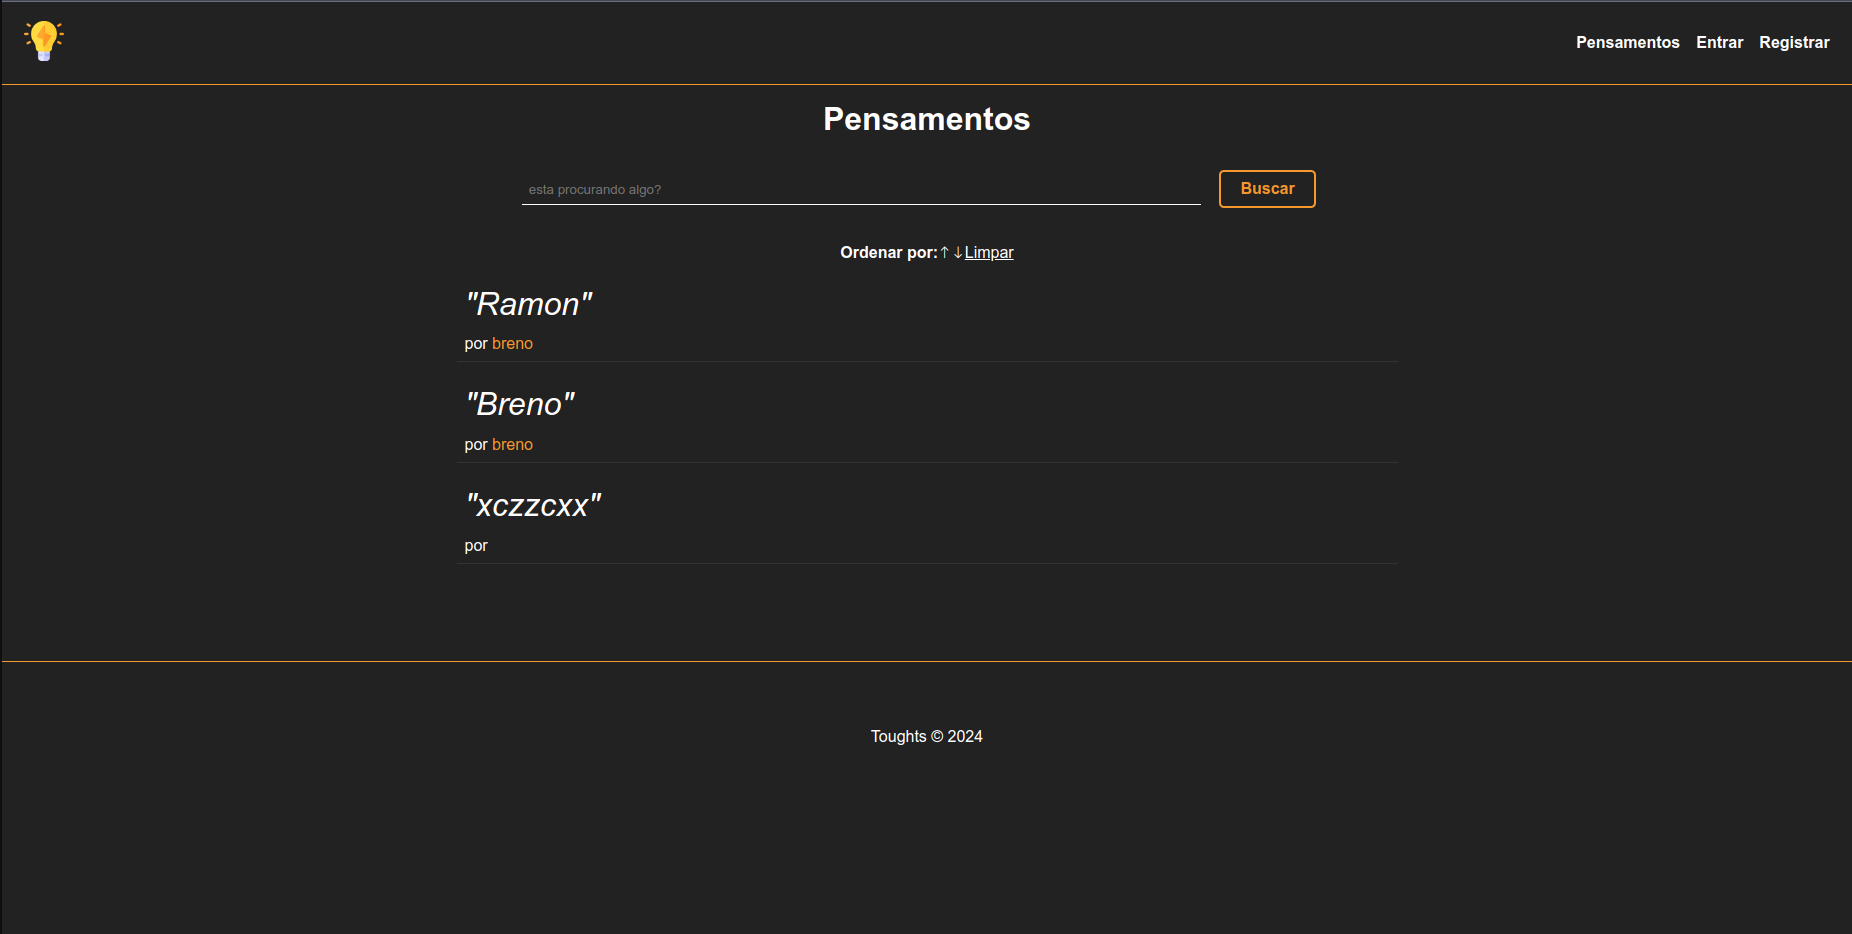 Pensamentos Entrar Registrar
Pensamentos
esta procurando algo?
Buscar
Ordenar por:↑ ↓Limpar
"Ramon"
por breno
"Breno"
por breno
"xczzcxx"
por
Toughts © 2024